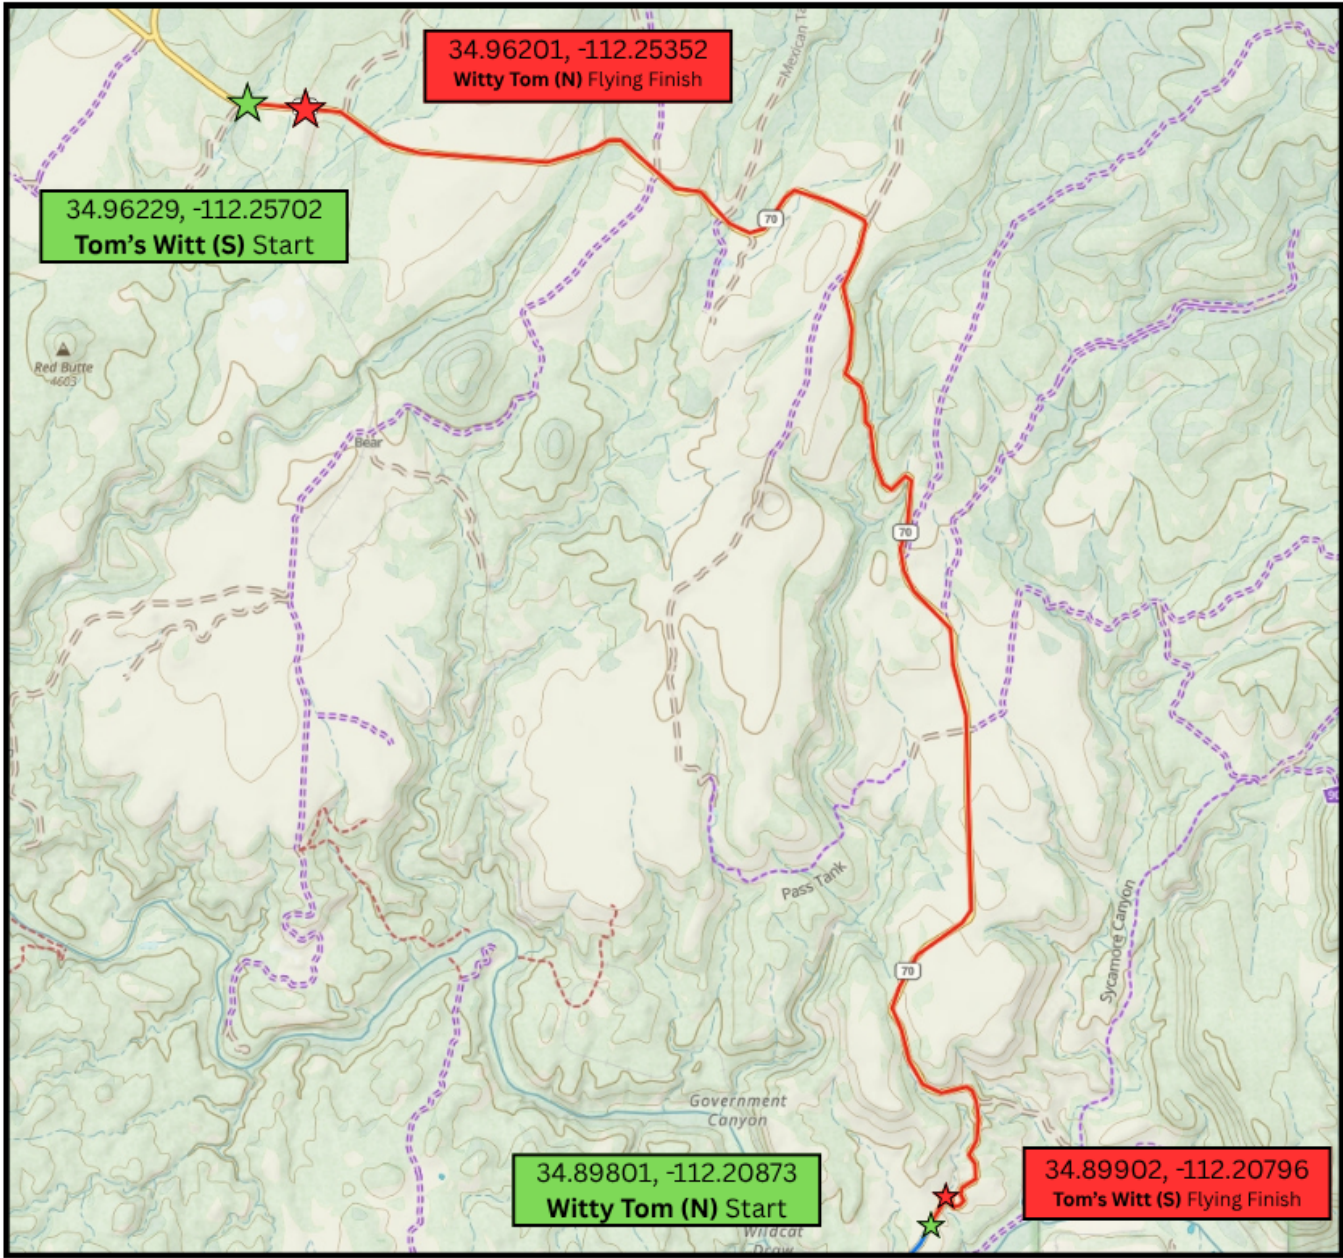 34.96201, -112.25352
Witty Tom (N) Flying Finish
Mexican Ta
34.96229, -112.25702
Tom's Witt (S) Start
70
Red Butte
4603
Bear
70
Pass Tank
Sycamore Canyon
70
Government
Canyon
34.89801, -112.20873
Witty Tom (N) Start
34.89902, -112.20796
Tom's Witt (S) Flying Finish
Wildcat
Draw